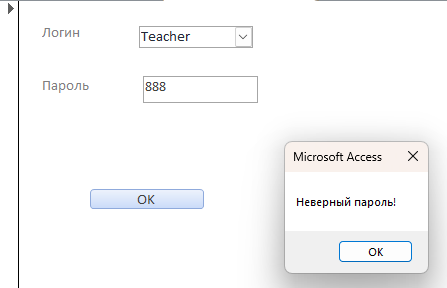 Логин
Teacher
Пароль
888
OK
Microsoft Access
Неверный пароль!
OK